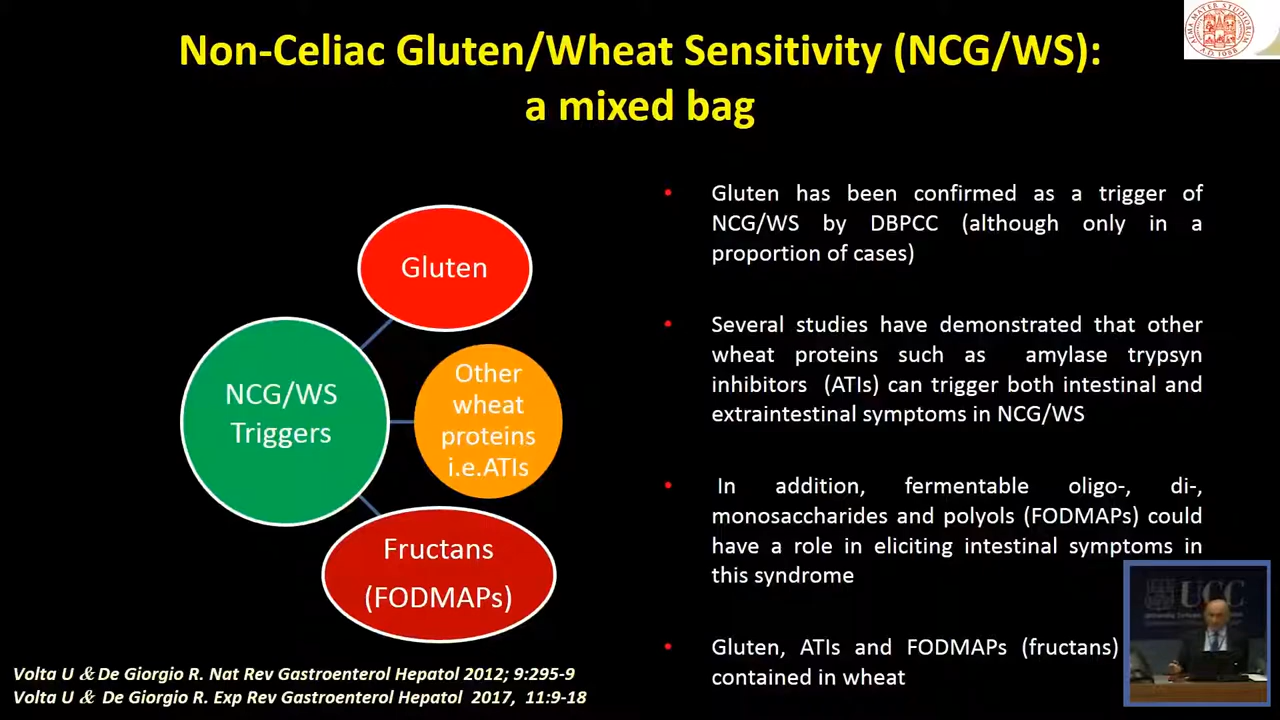 Non-Celiac Gluten/Wheat Sensitivity (NCG/WS):
a mixed bag
Gluten
NCG/WS
Triggers
Other
wheat
proteins
i.e.ATIs
Fructans
(FODMAPs)
Gluten has been confirmed as a trigger of
NCG/WS by DBPCC (although only in a
proportion of cases)
Several studies have demonstrated that other
wheat proteins such as amylase trypsyn
inhibitors (ATIs) can trigger both intestinal and
extraintestinal symptoms in NCG/WS
In addition, fermentable oligo-, di-,
monosaccharides and polyols (FODMAPs) could
have a role in eliciting intestinal symptoms in
this syndrome
Gluten, ATIs and FODMAPs (fructans)
contained in wheat
Volta U & De Giorgio R. Nat Rev Gastroenterol Hepatol 2012; 9:295-9
Volta U & De Giorgio R. Exp Rev Gastroenterol Hepatol 2017, 11:9-18
UCC